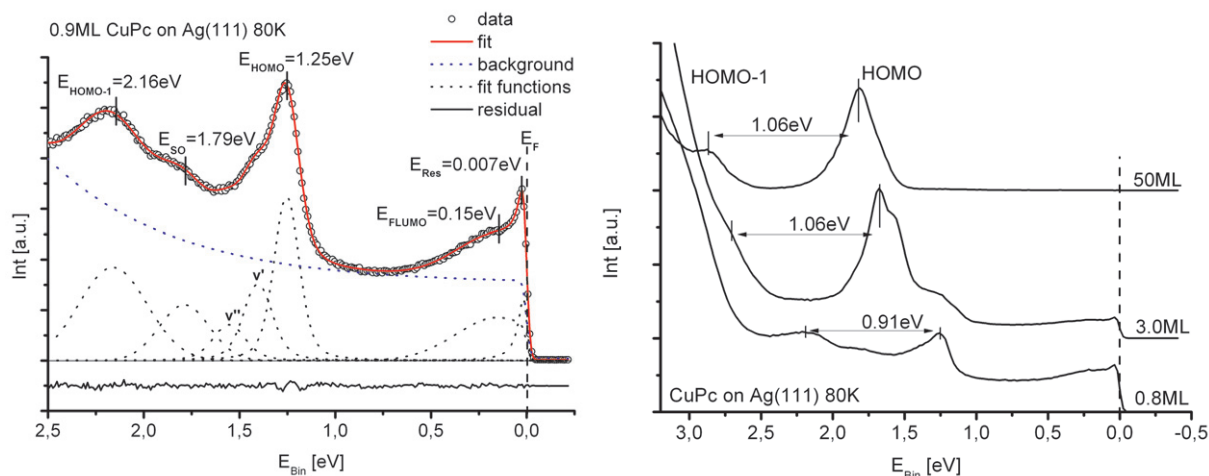 0.9ML CuPc on Ag(111) 80K
data
fit
background
fit functions
residual
E_HOMO-1=2.16eV
E_HOMO=1.25eV
E_SO=1.79eV
E_F
E_Res=0.007eV
E_FLUMO=0.15eV
v'
v''
Int [a.u.]
2,5 2,0 1,5 1,0 0,5 0,0
E_Bin [eV]
HOMO-1
HOMO
1.06eV
50ML
1.06eV
3.0ML
0.91eV
0.8ML
CuPc on Ag(111) 80K
Int [a.u.]
3,0 2,5 2,0 1,5 1,0 0,5 0,0 -0,5
E_Bin [eV]